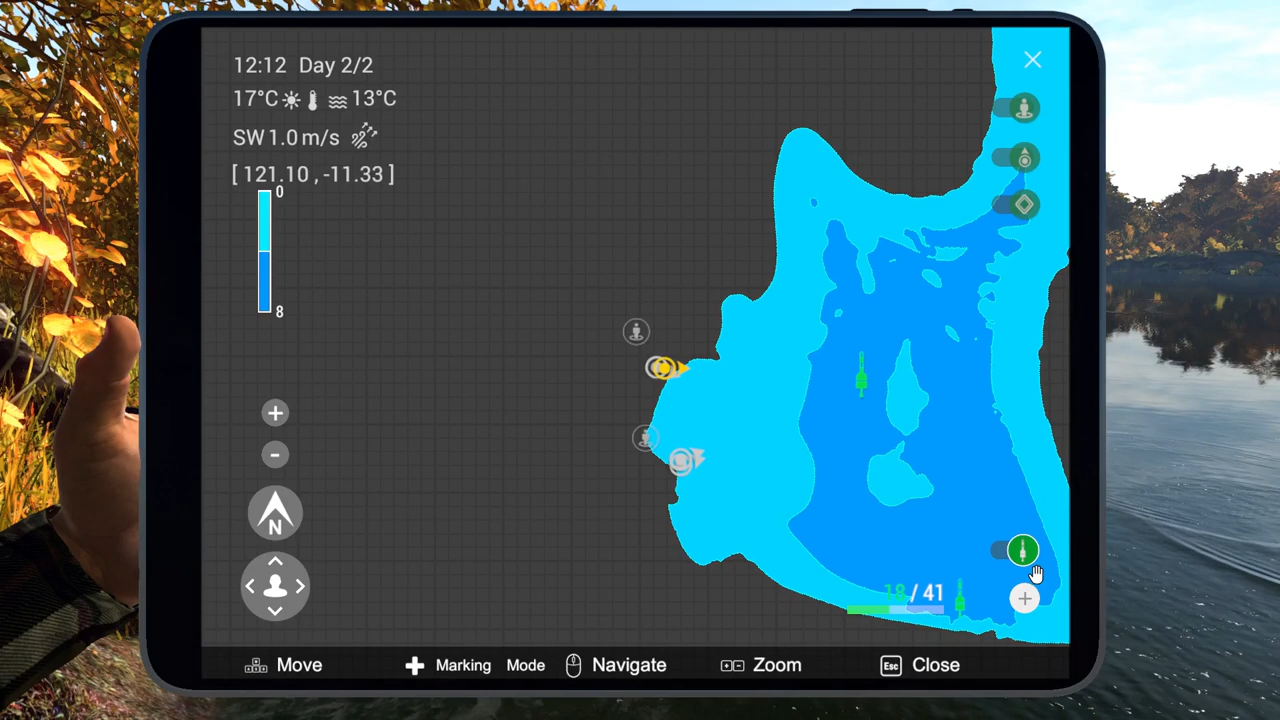 12:12 Day 2/2
17°C 13°C
SW 1.0 m/s
[ 121.10 , -11.33 ]
0
8
+
-
N
18 / 41
+
Move Marking Mode Navigate Zoom Esc Close